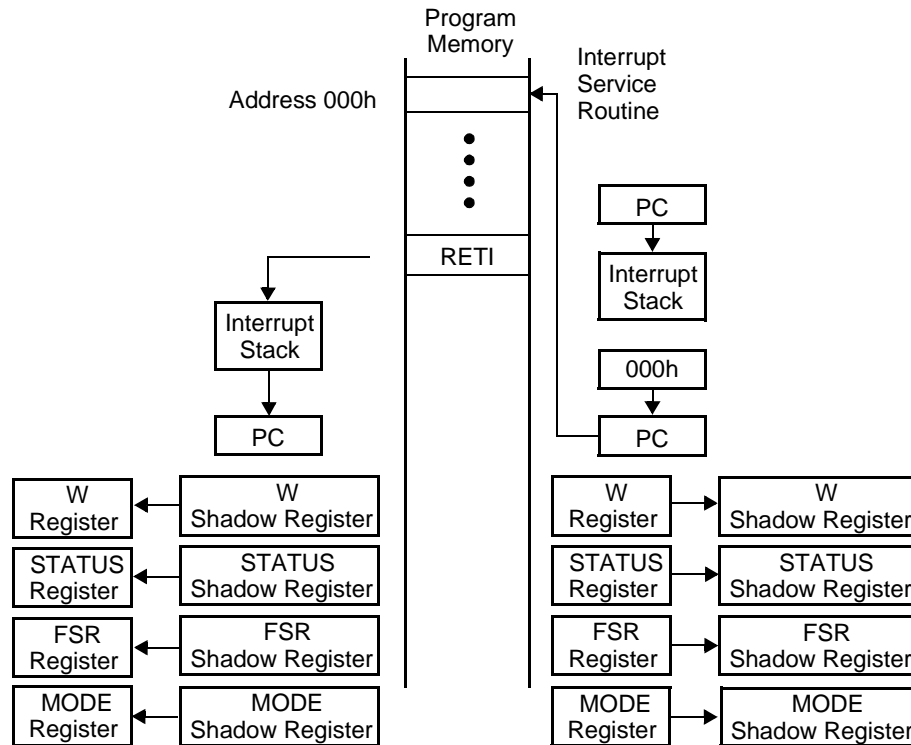 Program
Memory
Interrupt
Service
Routine
Address 000h
PC
RETI
Interrupt
Stack
Interrupt
Stack
000h
PC
PC
W
Register
W
Shadow Register
W
Register
W
Shadow Register
STATUS
Register
STATUS
Shadow Register
STATUS
Register
STATUS
Shadow Register
FSR
Register
FSR
Shadow Register
FSR
Register
FSR
Shadow Register
MODE
Register
MODE
Shadow Register
MODE
Register
MODE
Shadow Register